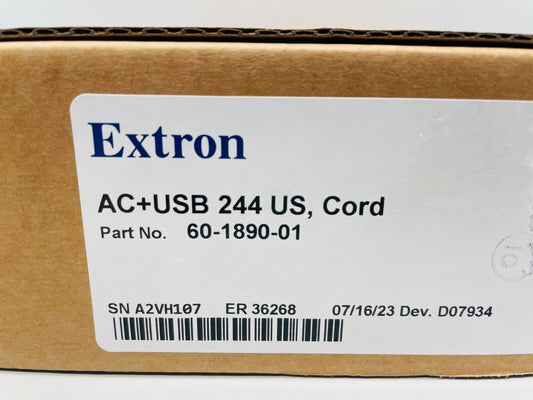 Extron
AC+USB 244 US, Cord
Part No. 60-1890-01
SN A2VH107 ER 36268 07/16/23 Dev. D07934
10